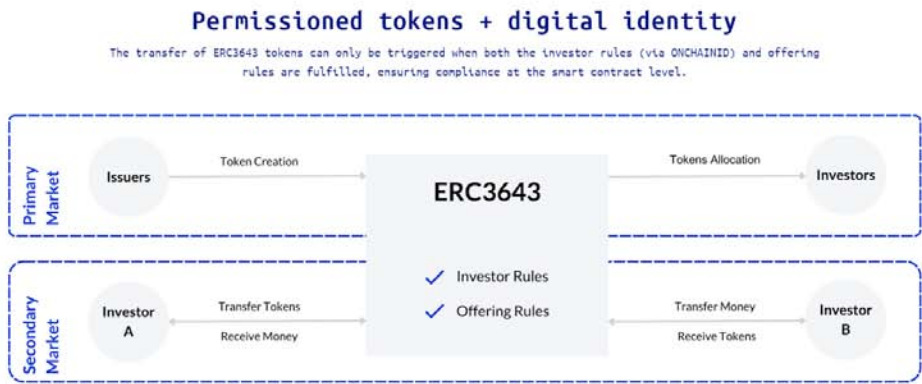 Permissioned tokens + digital identity
The transfer of ERC3643 tokens can only be triggered when both the investor rules (via ONCHAINID) and offering
rules are fulfilled, ensuring compliance at the smart contract level.
Primary
Market
Issuers
Token Creation
ERC3643
Tokens Allocation
Investors
Secondary
Market
Investor
A
Transfer Tokens
Receive Money
Investor Rules
Offering Rules
Transfer Money
Receive Tokens
Investor
B